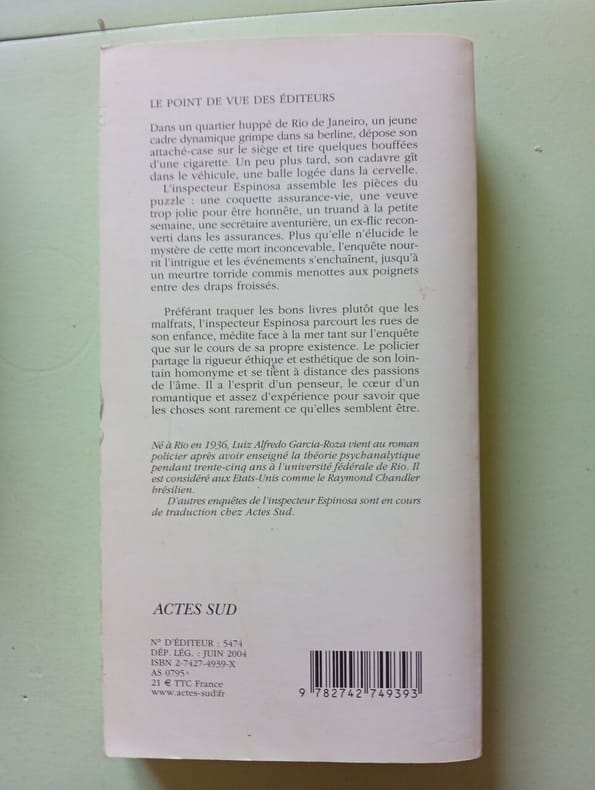 LE POINT DE VUE DES ÉDITEURS
Dans un quartier huppé de Rio de Janeiro, un jeune
cadre dynamique grimpe dans sa berline, dépose son
attaché-case sur le siège et tire quelques bouffées
d'une cigarette. Un peu plus tard, son cadavre gît
dans le véhicule, une balle logée dans la cervelle.
L'inspecteur Espinosa assemble les pièces du
puzzle : une coquette assurance-vie, une veuve
trop jolie pour être honnête, un truand à la petite
semaine, une secrétaire aventurière, un ex-flic recon-
verti dans les assurances. Plus qu'elle n'élucide le
mystère de cette mort inconcevable, l'enquête nour-
rit l'intrigue et les événements s'enchaînent, jusqu'à
un meurtre torride commis menottes aux poignets
entre des draps froissés.
Préférant traquer les bons livres plutôt que les
malfrats, l'inspecteur Espinosa parcourt les rues de
son enfance, médite face à la mer tant sur l'enquête
que sur le cours de sa propre existence. Le policier
partage la rigueur éthique et esthétique de son loin-
tain homonyme et se tient à distance des passions
de l'âme. Il a l'esprit d'un penseur, le cœur d'un
romantique et assez d'expérience pour savoir que
les choses sont rarement ce qu'elles semblent être.
Né à Rio en 1936, Luiz Alfredo Garcia-Roza vient au roman
policier après avoir enseigné la théorie psychanalytique
pendant trente-cinq ans à l'université fédérale de Rio. Il
est considéré aux Etats-Unis comme le Raymond Chandler
brésilien.
D'autres enquêtes de l'inspecteur Espinosa sont en cours
de traduction chez Actes Sud.
ACTES SUD
N° D'ÉDITEUR : 5474
DÉP. LÉG. : JUIN 2004
ISBN 2-7427-4939-X
AS 0795
21 € TTC France
www.actes-sud.fr
9 782742 749393